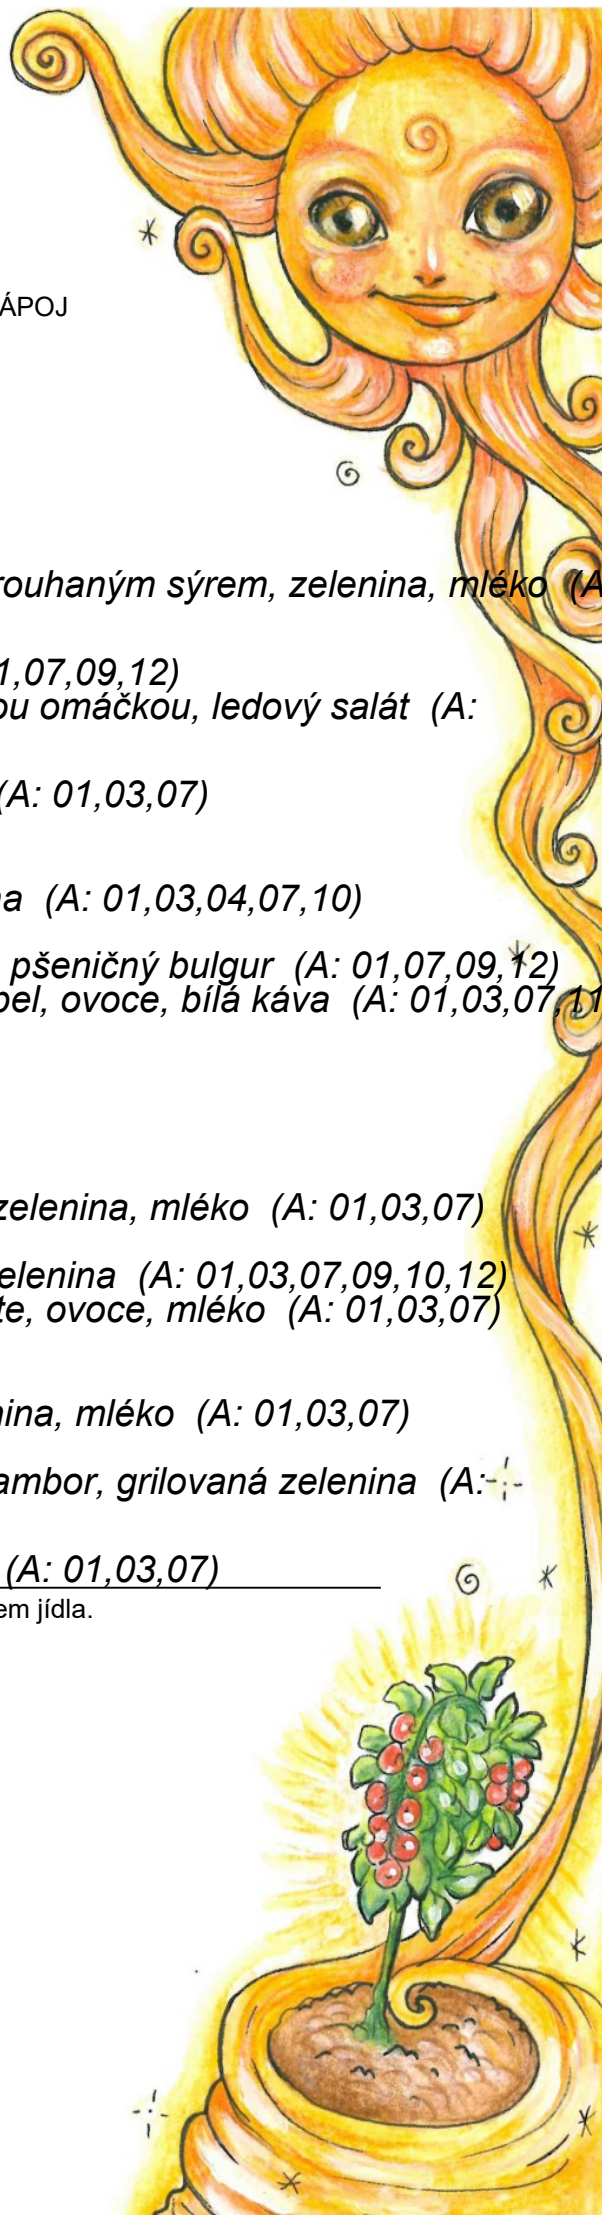 ÁPOJ
rouhaným sýrem, zelenina, mléko (A
1,07,09,12)
ou omáčkou, ledový salát (A:
(A: 01,03,07)
na (A: 01,03,04,07,10)
pšeničný bulgur (A: 01,07,09,12)
bel, ovoce, bílá káva (A: 01,03,07,11
zelenina, mléko (A: 01,03,07)
elenina (A: 01,03,07,09,10,12)
te, ovoce, mléko (A: 01,03,07)
nina, mléko (A: 01,03,07)
ambor, grilovaná zelenina (A:
(A: 01,03,07)
em jídla.